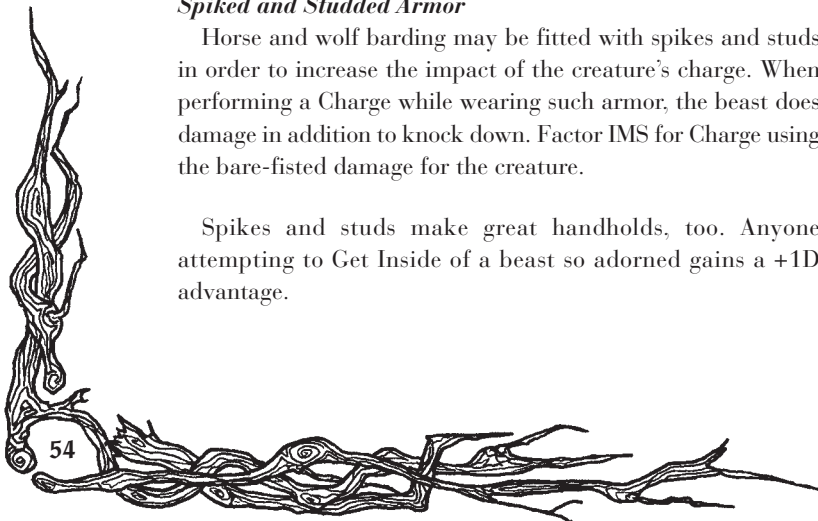 Spiked and Studded Armor
Horse and wolf barding may be fitted with spikes and studs
in order to increase the impact of the creature's charge. When
performing a Charge while wearing such armor, the beast does
damage in addition to knock down. Factor IMS for Charge using
the bare-fisted damage for the creature.
Spikes and studs make great handholds, too. Anyone
attempting to Get Inside of a beast so adorned gains a +1D
advantage.
54